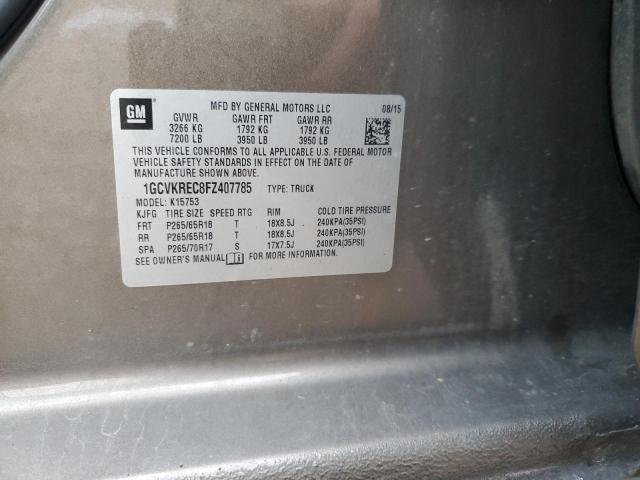 GM
MFD BY GENERAL MOTORS LLC 08/15
GVWR GAWR FRT GAWR RR
3266 KG 1792 KG 1792 KG
7200 LB 3950 LB 3950 LB
THIS VEHICLE CONFORMS TO ALL APPLICABLE U.S. FEDERAL MOTOR
VEHICLE SAFETY STANDARDS IN EFFECT ON THE DATE OF
MANUFACTURE SHOWN ABOVE.
1GCVKREC8FZ407785 TYPE: TRUCK
MODEL: K15753
KJFG TIRE SIZE SPEED RTG RIM COLD TIRE PRESSURE
FRT P265/65R18 T 18X8.5J 240KPA(35PSI)
RR P265/65R18 T 18X8.5J 240KPA(35PSI)
SPA P265/70R17 S 17X7.5J 240KPA(35PSI)
SEE OWNER'S MANUAL FOR MORE INFORMATION.